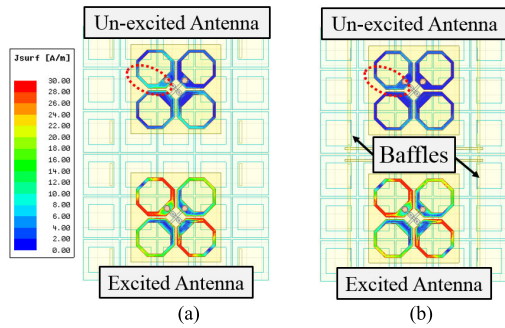 Un-excited Antenna
Un-excited Antenna
Jsurf [A/m]
30.00
28.00
26.00
24.00
22.00
20.00
18.00
16.00
14.00
12.00
10.00
8.00
6.00
4.00
2.00
0.00
Baffles
Excited Antenna
Excited Antenna
(a)
(b)